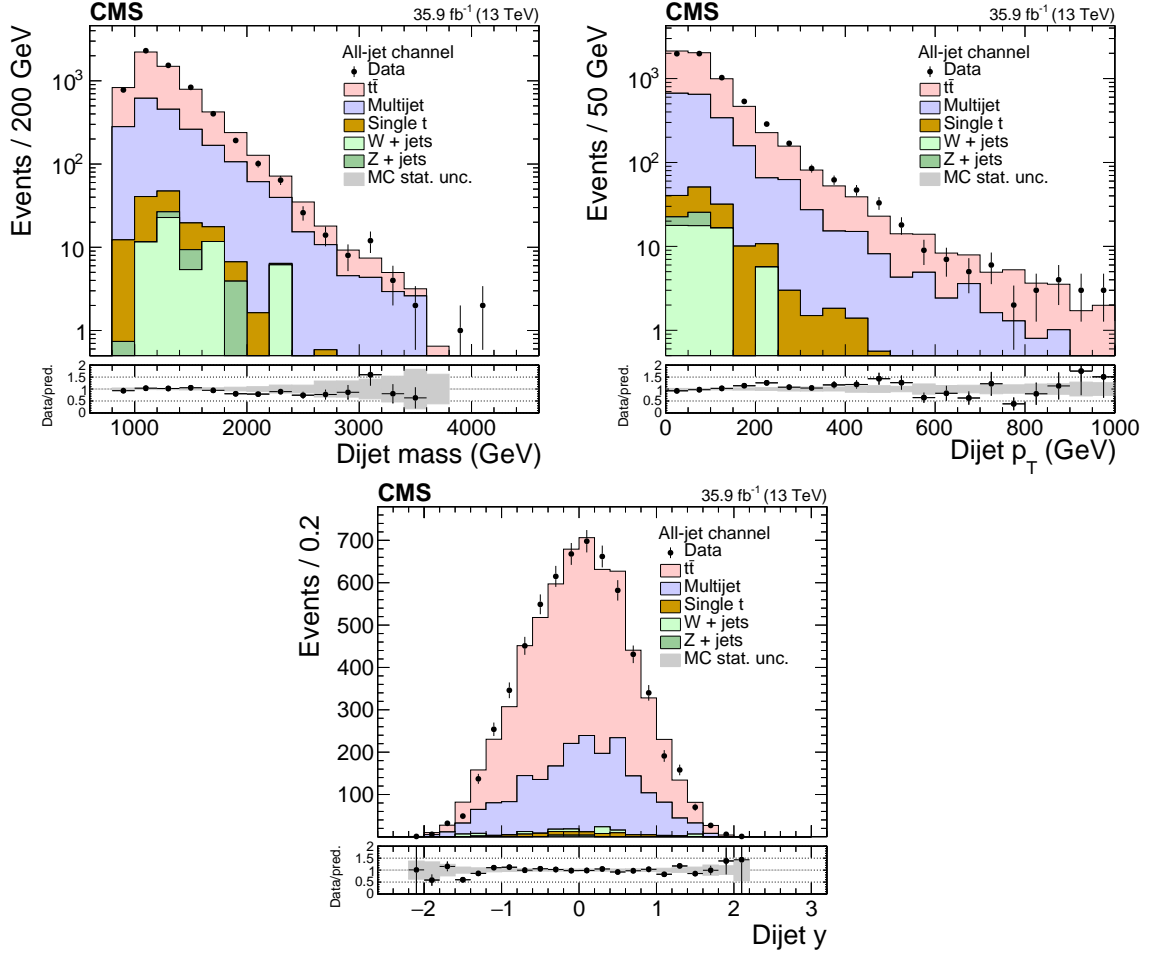 CMS 35.9 fb⁻¹ (13 TeV)
Events / 200 GeV
10³
10²
10
1
All-jet channel
Data
tt̄
Multijet
Single t
W + jets
Z + jets
MC stat. unc.
Data/pred.
2
1.5
1
0.5
0
1000 2000 3000 4000
Dijet mass (GeV)
CMS 35.9 fb⁻¹ (13 TeV)
Events / 50 GeV
10³
10²
10
1
All-jet channel
Data
tt̄
Multijet
Single t
W + jets
Z + jets
MC stat. unc.
Data/pred.
2
1.5
1
0.5
0
0 200 400 600 800 1000
Dijet p_T (GeV)
CMS 35.9 fb⁻¹ (13 TeV)
Events / 0.2
700
600
500
400
300
200
100
All-jet channel
Data
tt̄
Multijet
Single t
W + jets
Z + jets
MC stat. unc.
Data/pred.
2
1.5
1
0.5
0
−2 −1 0 1 2 3
Dijet y